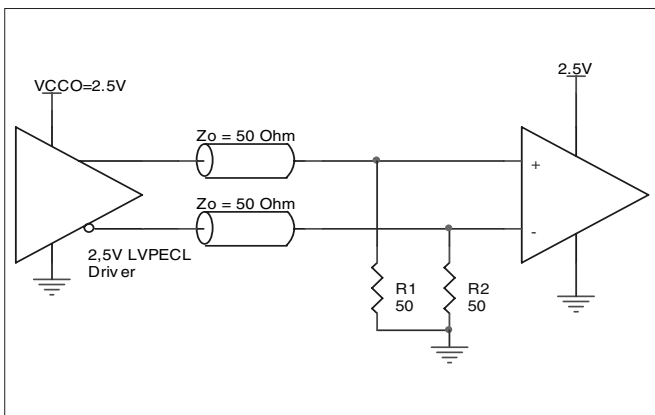 VCCO=2.5V
2.5V
Zo = 50 Ohm
Zo = 50 Ohm
+
-
2,5V LVPECL
Driver
R1
50
R2
50